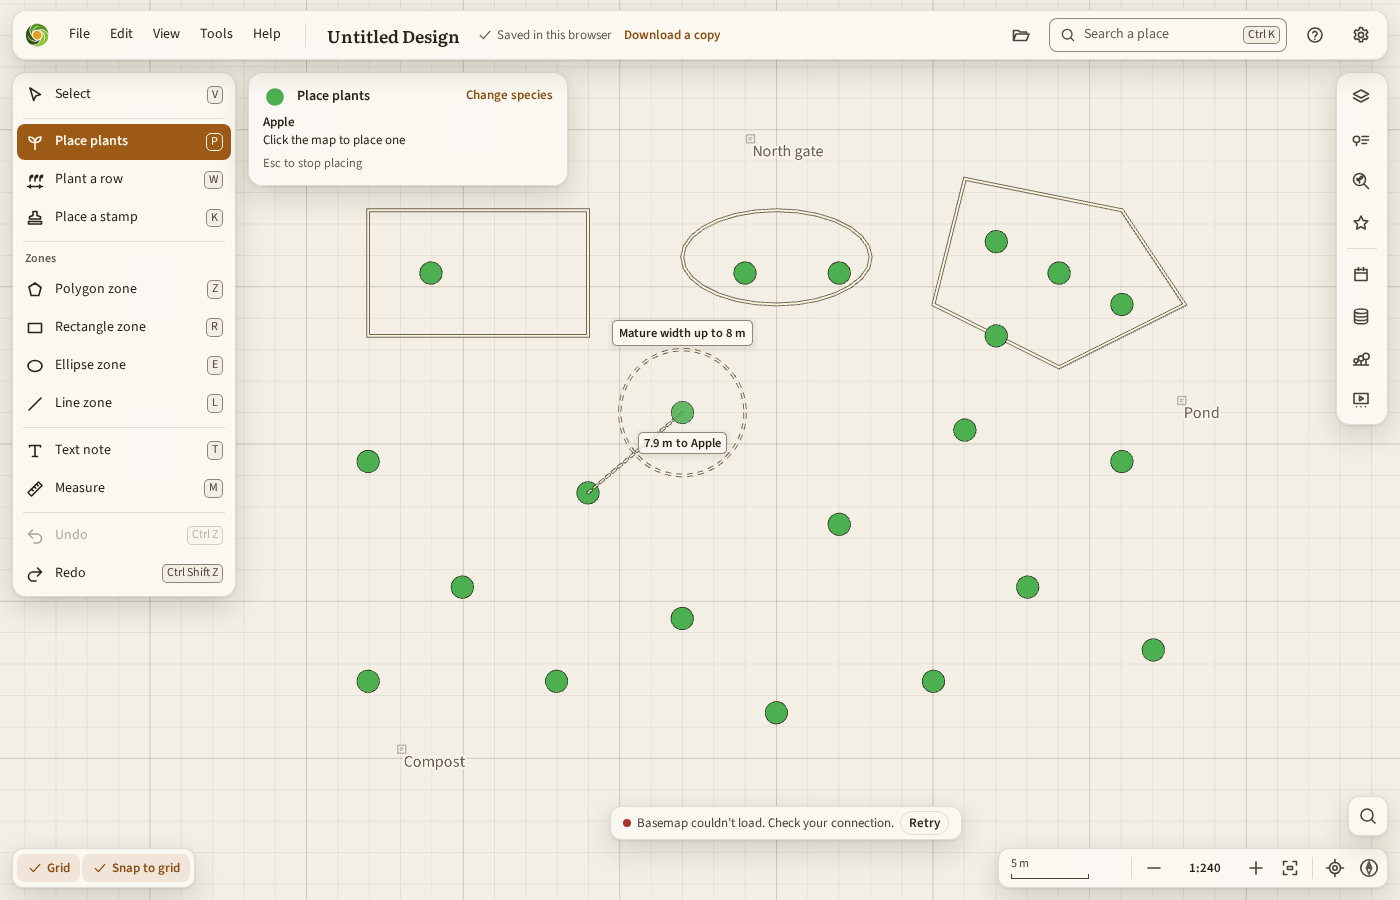 File Edit View Tools Help
Untitled Design
Saved in this browser
Download a copy
Search a place
Ctrl K
Select V
Place plants P
Plant a row W
Place a stamp K
Zones
Polygon zone Z
Rectangle zone R
Ellipse zone E
Line zone L
Text note T
Measure M
Undo Ctrl Z
Redo Ctrl Shift Z
Place plants
Change species
Apple
Click the map to place one
Esc to stop placing
North gate
Mature width up to 8 m
7.9 m to Apple
Pond
Compost
Basemap couldn’t load. Check your connection.
Retry
Grid
Snap to grid
5 m
1:240